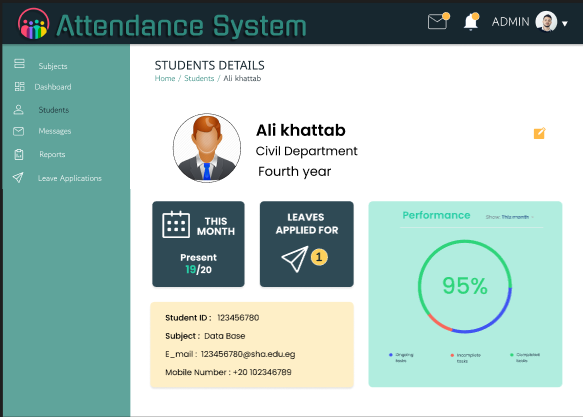 Attendance System
ADMIN
Subjects
Dashboard
Students
Messages
Reports
Leave Applications
STUDENTS DETAILS
Home / Students / Ali khattab
Ali khattab
Civil Department
Fourth year
THIS
MONTH
Present
19/20
LEAVES
APPLIED FOR
1
Performance
Show: This month
95%
Ongoing
tasks
Incomplete
tasks
Completed
tasks
Student ID : 123456780
Subject : Data Base
E_mail : 123456780@sha.edu.eg
Mobile Number : +20 102346789